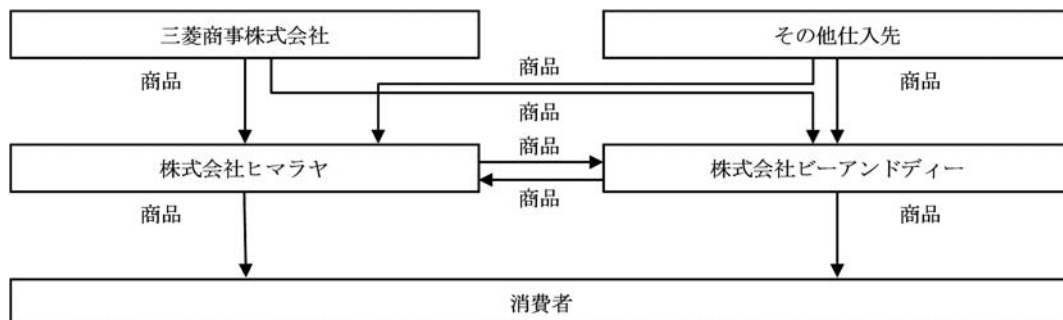 三菱商事株式会社
その他仕入先
商品
商品
商品
商品
株式会社ヒマラヤ
商品
株式会社ビーアンドディー
商品
商品
商品
消費者